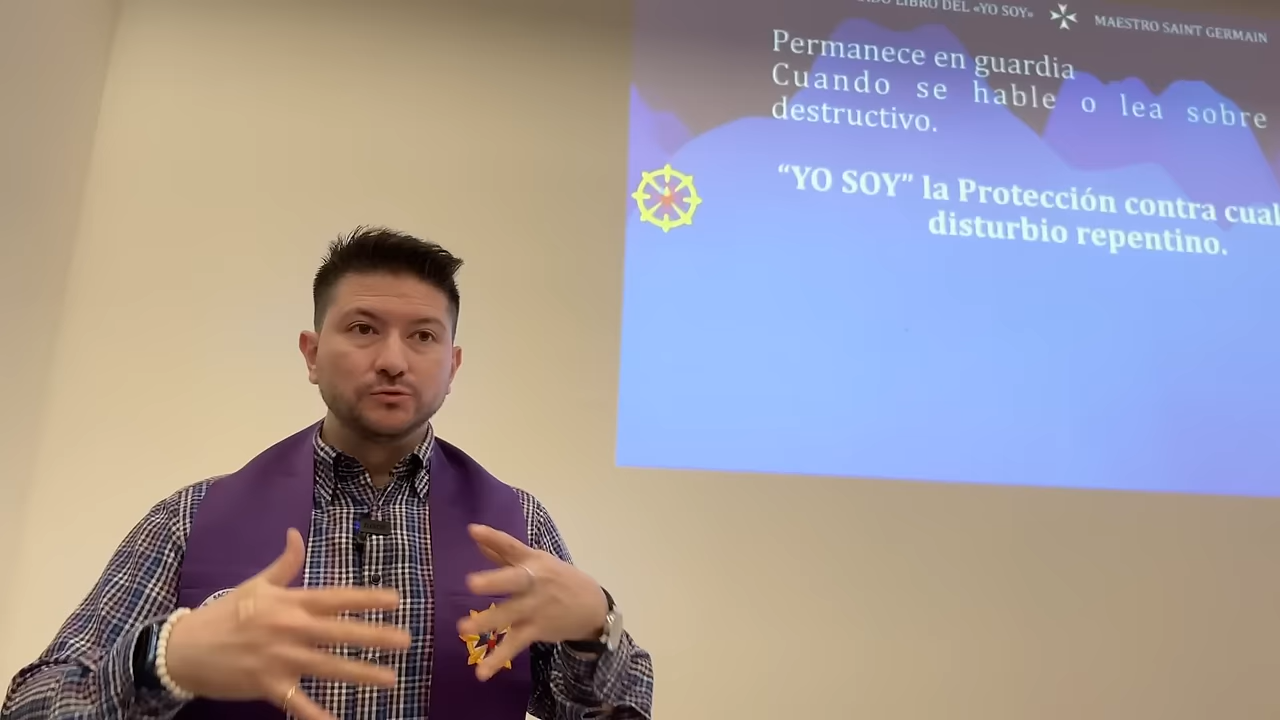 LIBRO DEL «YO SOY» MAESTRO SAINT GERMAIN
Permanece en guardia
Cuando se hable o lea sobre
destructivo.
“YO SOY” la Protección contra
disturbio repentino.